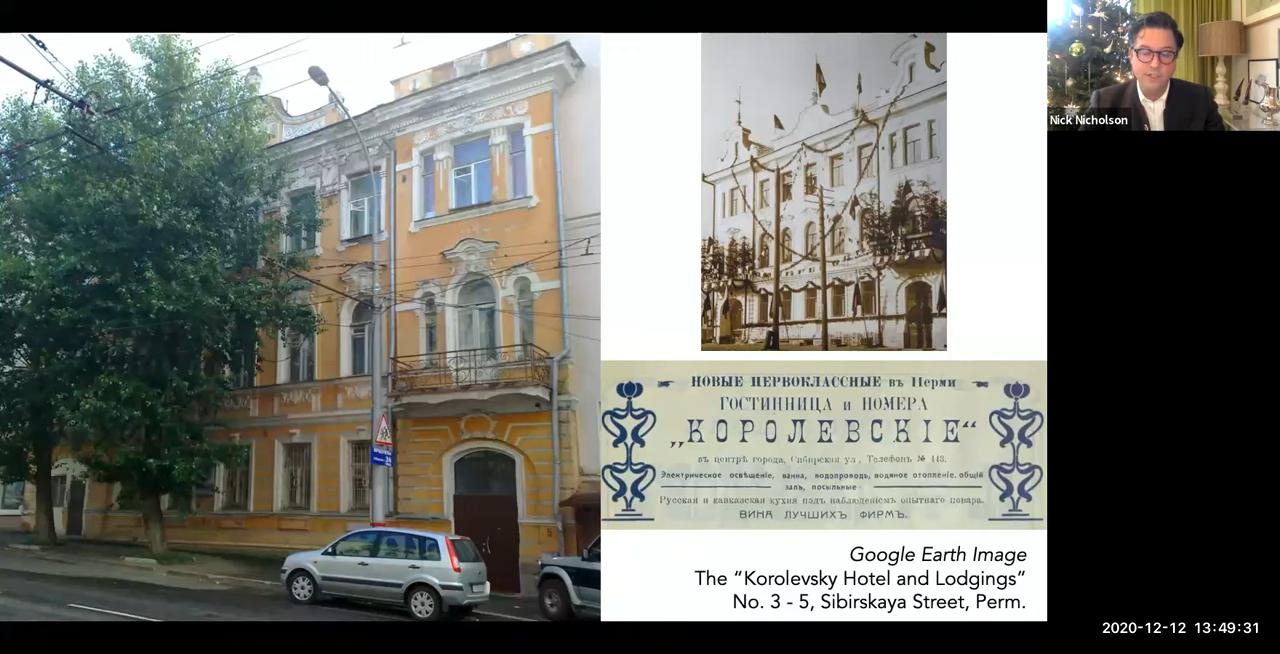 Nick Nicholson
НОВЫЕ ПЕРВОКЛАССНЫЕ въ Перми
ГОСТИННИЦА и НОМЕРА
„КОРОЛЕВСКІЕ“
въ центрѣ города, Сибирская ул., Телефонъ № 443.
Электрическое освѣщеніе, ванна, водопроводъ, водяное отопленіе. общій
залъ, посыльные
Русская и кавказская кухня подъ наблюденіемъ опытнаго повара.
ВИНА ЛУЧШИХЪ ФИРМЪ.
Google Earth Image
The “Korolevsky Hotel and Lodgings”
No. 3 - 5, Sibirskaya Street, Perm.
2020-12-12 13:49:31